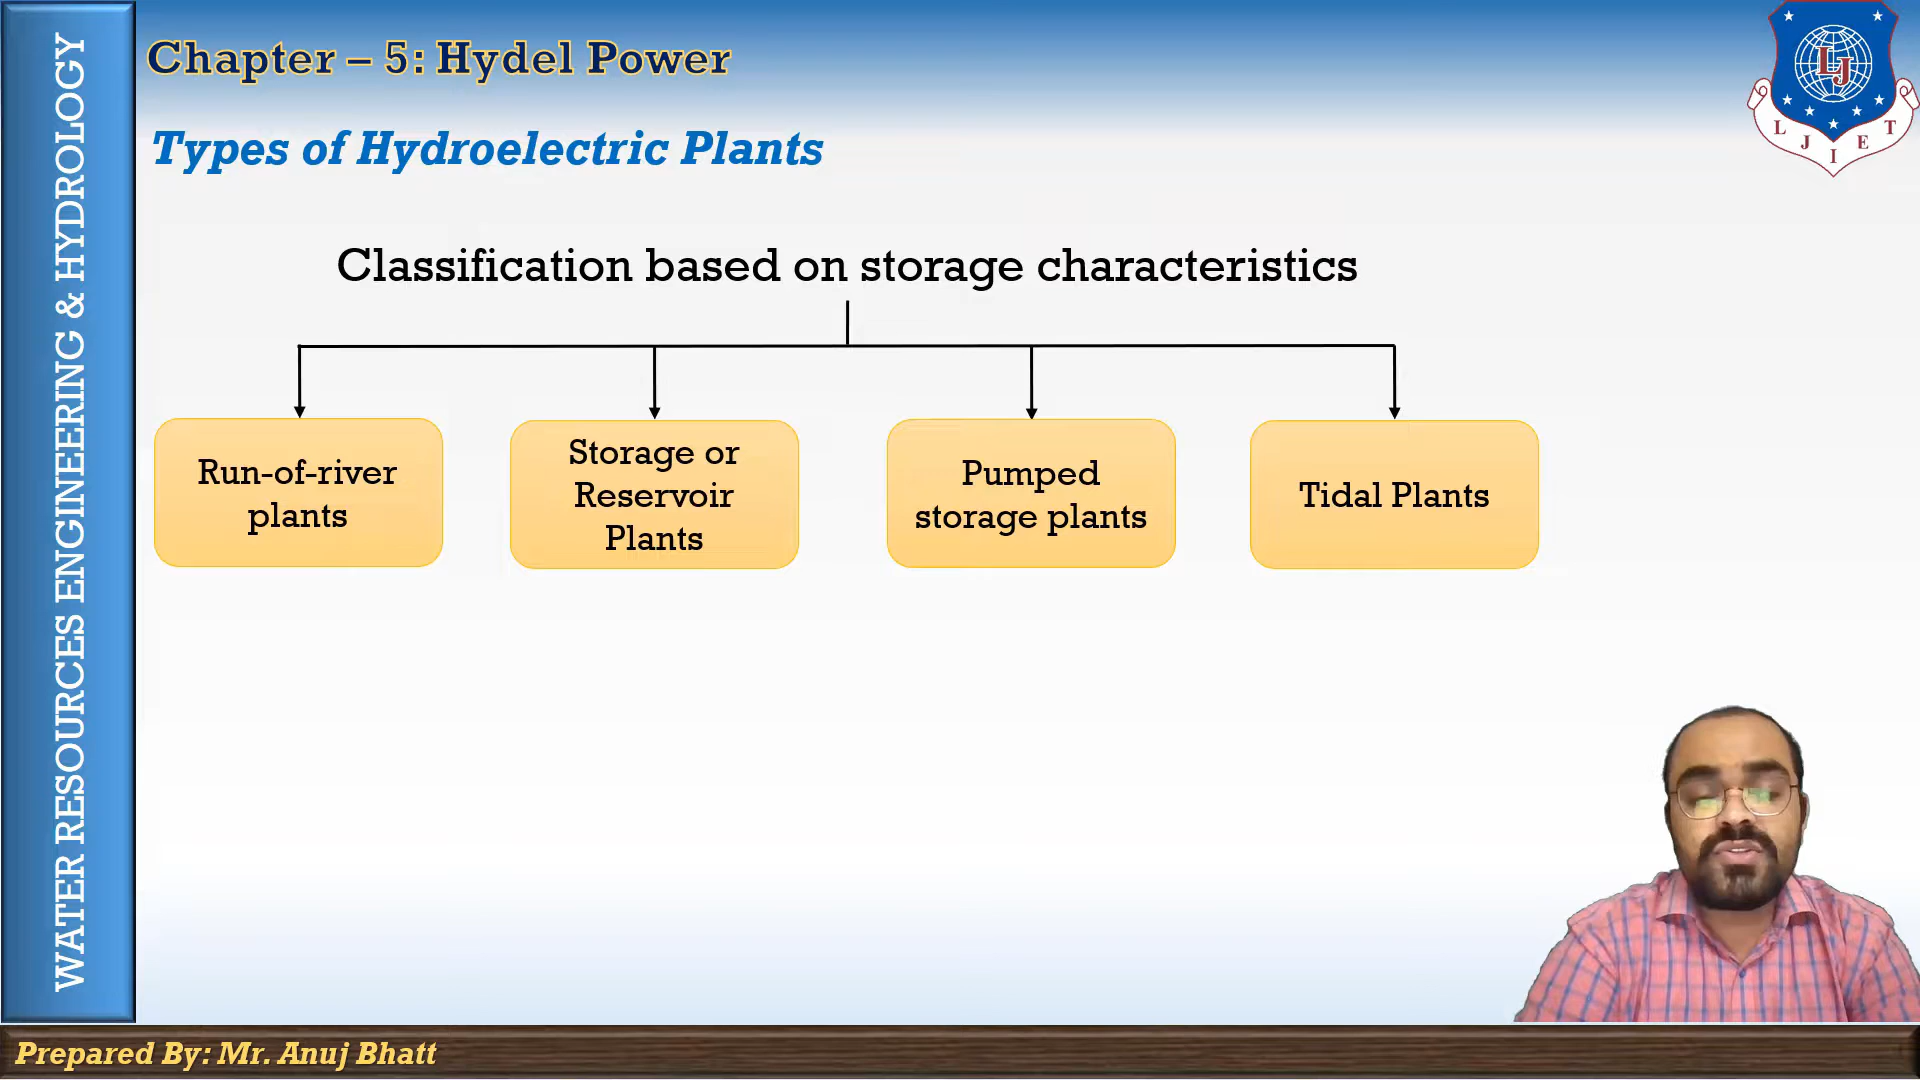 WATER RESOURCES ENGINEERING & HYDROLOGY
Chapter – 5: Hydel Power
Types of Hydroelectric Plants
Classification based on storage characteristics
Run-of-river
plants
Storage or
Reservoir
Plants
Pumped
storage plants
Tidal Plants
LJ
L J I E T
Prepared By: Mr. Anuj Bhatt